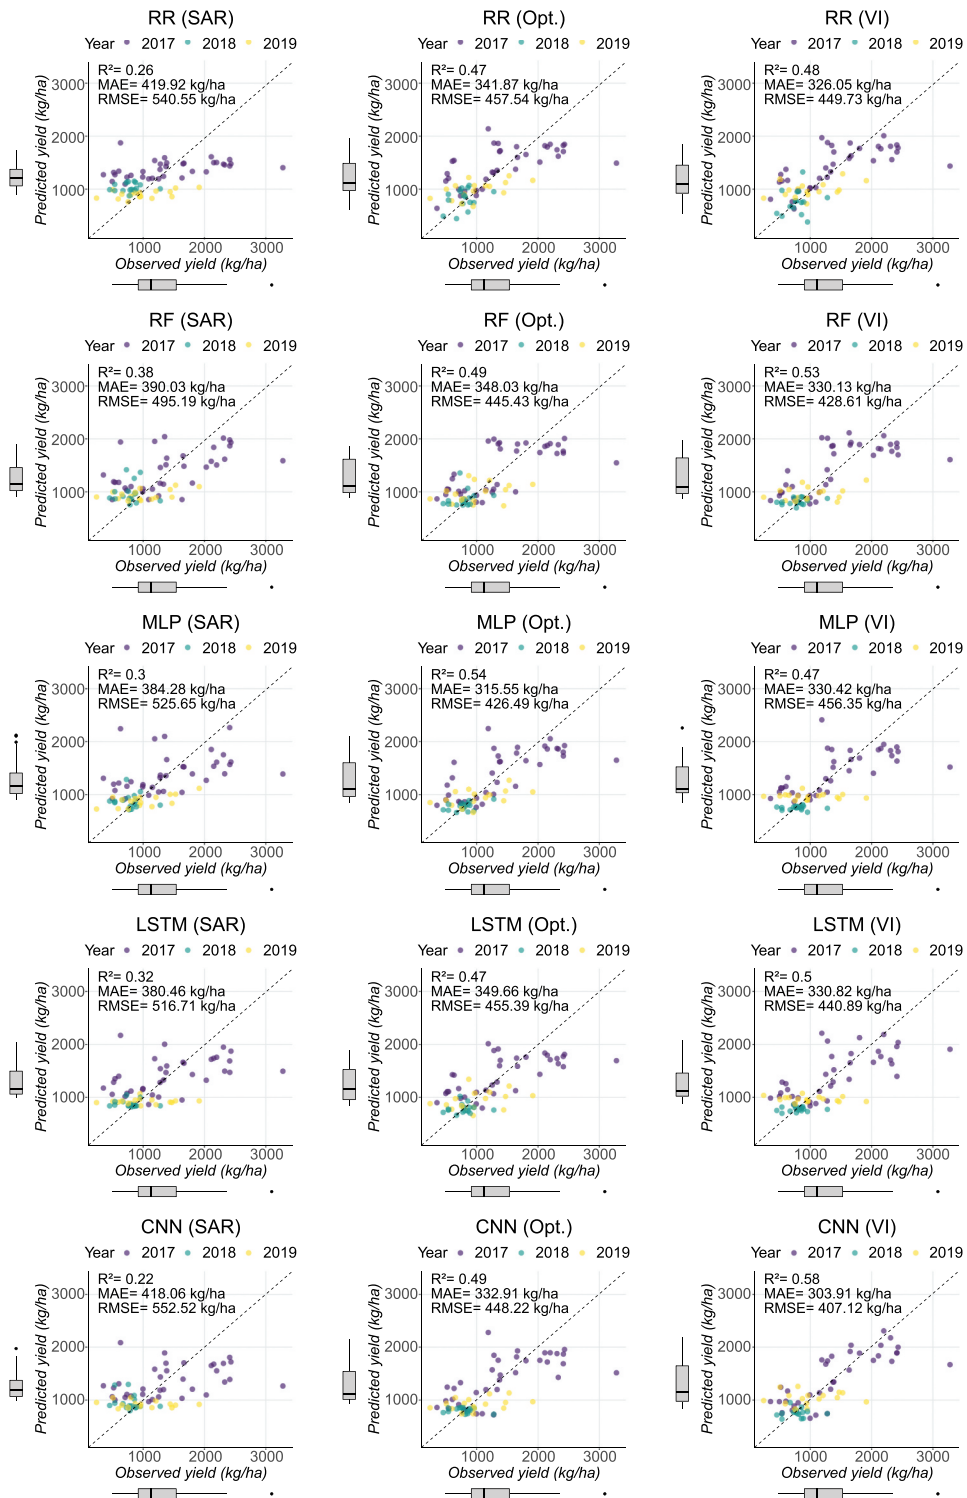 RR (SAR)
Year 2017 2018 2019
R²= 0.26
MAE= 419.92 kg/ha
RMSE= 540.55 kg/ha
Predicted yield (kg/ha)
3000
2000
1000
1000 2000 3000
Observed yield (kg/ha)
RR (Opt.)
Year 2017 2018 2019
R²= 0.47
MAE= 341.87 kg/ha
RMSE= 457.54 kg/ha
Predicted yield (kg/ha)
3000
2000
1000
1000 2000 3000
Observed yield (kg/ha)
RR (VI)
Year 2017 2018 2019
R²= 0.48
MAE= 326.05 kg/ha
RMSE= 449.73 kg/ha
Predicted yield (kg/ha)
3000
2000
1000
1000 2000 3000
Observed yield (kg/ha)
RF (SAR)
Year 2017 2018 2019
R²= 0.38
MAE= 390.03 kg/ha
RMSE= 495.19 kg/ha
Predicted yield (kg/ha)
3000
2000
1000
1000 2000 3000
Observed yield (kg/ha)
RF (Opt.)
Year 2017 2018 2019
R²= 0.49
MAE= 348.03 kg/ha
RMSE= 445.43 kg/ha
Predicted yield (kg/ha)
3000
2000
1000
1000 2000 3000
Observed yield (kg/ha)
RF (VI)
Year 2017 2018 2019
R²= 0.53
MAE= 330.13 kg/ha
RMSE= 428.61 kg/ha
Predicted yield (kg/ha)
3000
2000
1000
1000 2000 3000
Observed yield (kg/ha)
MLP (SAR)
Year 2017 2018 2019
R²= 0.3
MAE= 384.28 kg/ha
RMSE= 525.65 kg/ha
Predicted yield (kg/ha)
3000
2000
1000
1000 2000 3000
Observed yield (kg/ha)
MLP (Opt.)
Year 2017 2018 2019
R²= 0.54
MAE= 315.55 kg/ha
RMSE= 426.49 kg/ha
Predicted yield (kg/ha)
3000
2000
1000
1000 2000 3000
Observed yield (kg/ha)
MLP (VI)
Year 2017 2018 2019
R²= 0.47
MAE= 330.42 kg/ha
RMSE= 456.35 kg/ha
Predicted yield (kg/ha)
3000
2000
1000
1000 2000 3000
Observed yield (kg/ha)
LSTM (SAR)
Year 2017 2018 2019
R²= 0.32
MAE= 380.46 kg/ha
RMSE= 516.71 kg/ha
Predicted yield (kg/ha)
3000
2000
1000
1000 2000 3000
Observed yield (kg/ha)
LSTM (Opt.)
Year 2017 2018 2019
R²= 0.47
MAE= 349.66 kg/ha
RMSE= 455.39 kg/ha
Predicted yield (kg/ha)
3000
2000
1000
1000 2000 3000
Observed yield (kg/ha)
LSTM (VI)
Year 2017 2018 2019
R²= 0.5
MAE= 330.82 kg/ha
RMSE= 440.89 kg/ha
Predicted yield (kg/ha)
3000
2000
1000
1000 2000 3000
Observed yield (kg/ha)
CNN (SAR)
Year 2017 2018 2019
R²= 0.22
MAE= 418.06 kg/ha
RMSE= 552.52 kg/ha
Predicted yield (kg/ha)
3000
2000
1000
1000 2000 3000
Observed yield (kg/ha)
CNN (Opt.)
Year 2017 2018 2019
R²= 0.49
MAE= 332.91 kg/ha
RMSE= 448.22 kg/ha
Predicted yield (kg/ha)
3000
2000
1000
1000 2000 3000
Observed yield (kg/ha)
CNN (VI)
Year 2017 2018 2019
R²= 0.58
MAE= 303.91 kg/ha
RMSE= 407.12 kg/ha
Predicted yield (kg/ha)
3000
2000
1000
1000 2000 3000
Observed yield (kg/ha)